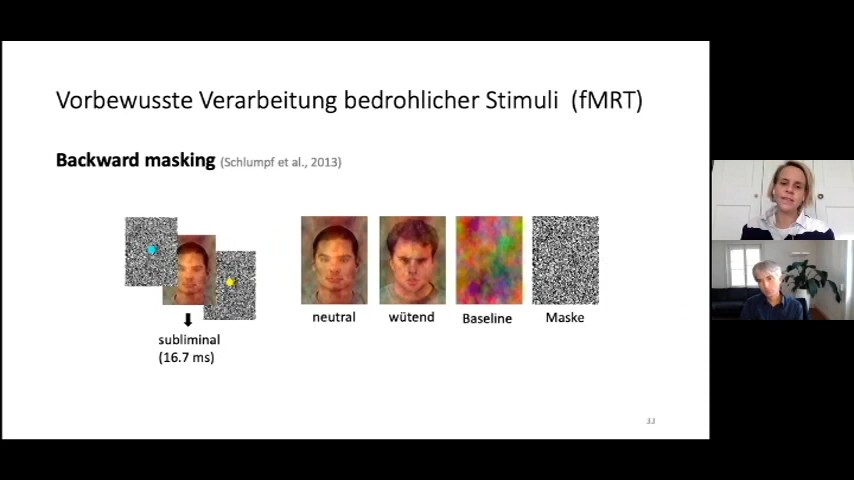 Vorbewusste Verarbeitung bedrohlicher Stimuli (fMRT)
Backward masking (Schlumpf et al., 2013)
neutral
wütend
Baseline
Maske
subliminal
(16.7 ms)
33